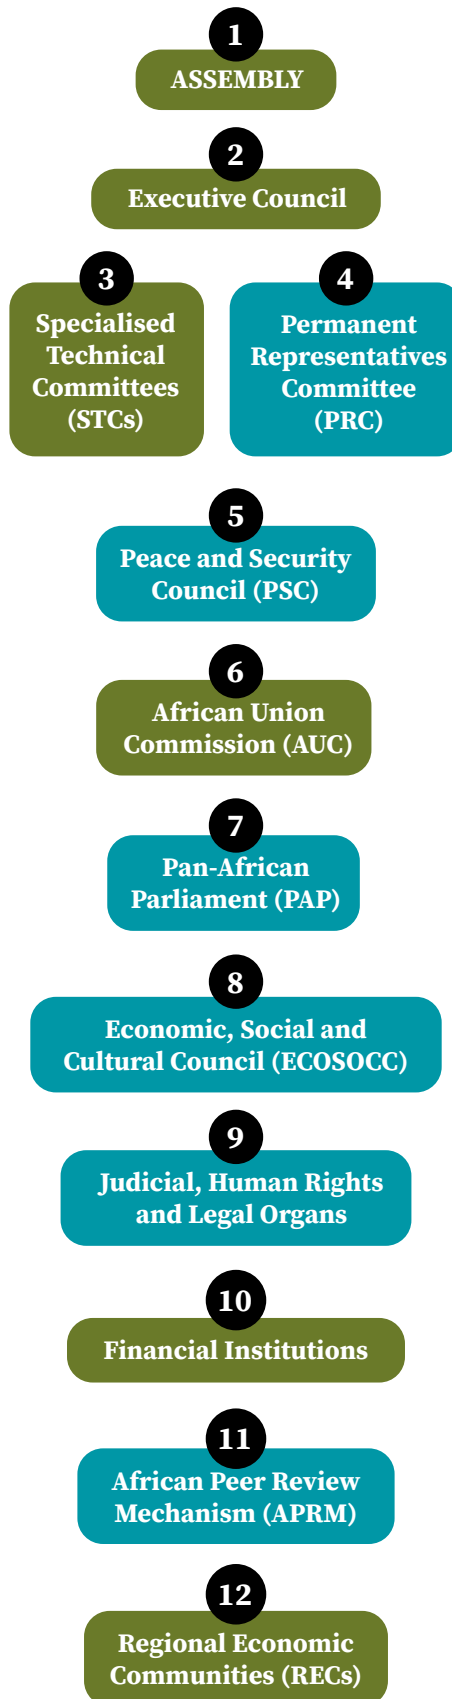 1
ASSEMBLY
2
Executive Council
3
Specialised
Technical
Committees
(STCs)
4
Permanent
Representatives
Committee
(PRC)
5
Peace and Security
Council (PSC)
6
African Union
Commission (AUC)
7
Pan-African
Parliament (PAP)
8
Economic, Social and
Cultural Council (ECOSOCC)
9
Judicial, Human Rights
and Legal Organs
10
Financial Institutions
11
African Peer Review
Mechanism (APRM)
12
Regional Economic
Communities (RECs)